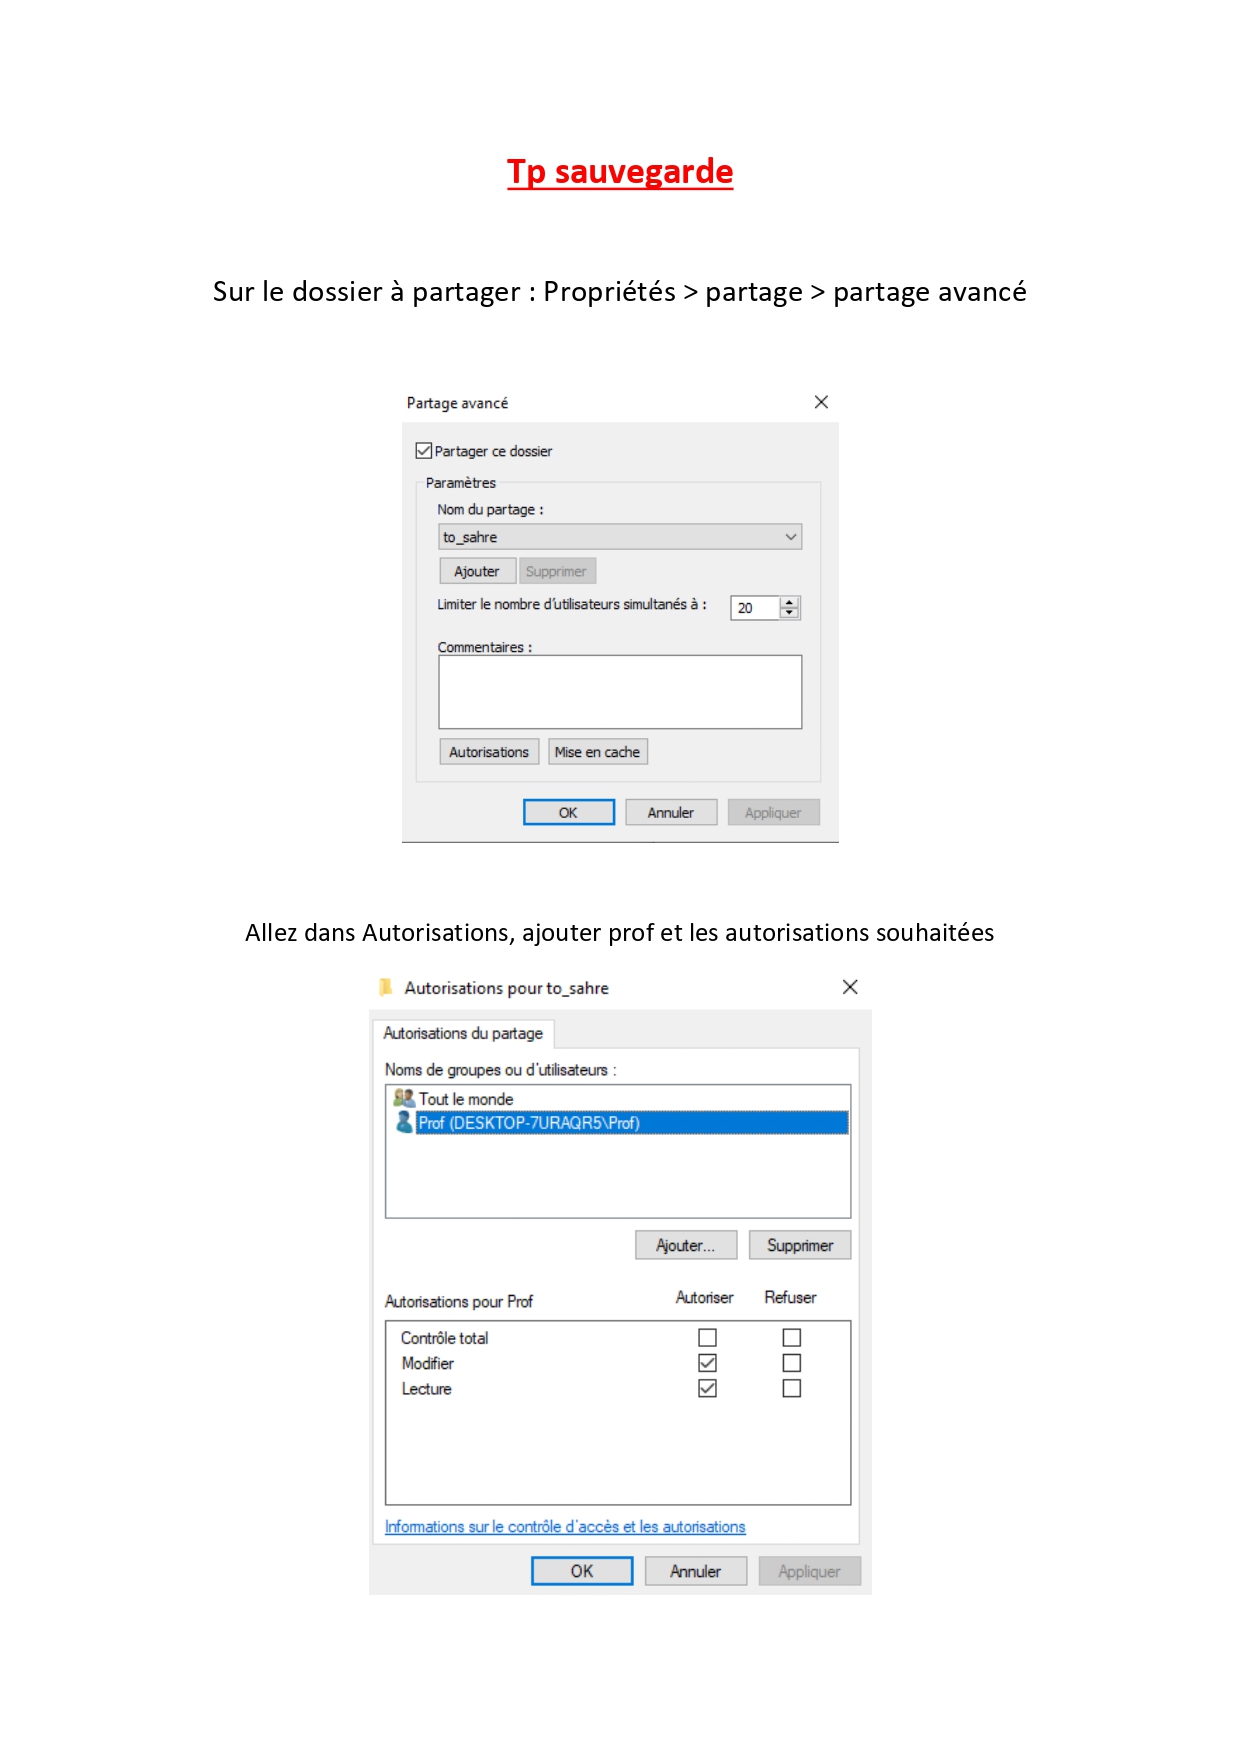 Tp sauvegarde
Sur le dossier à partager : Propriétés > partage > partage avancé
Partage avancé
Partager ce dossier
Paramètres
Nom du partage :
to_sahre
Ajouter Supprimer
Limiter le nombre d'utilisateurs simultanés à : 20
Commentaires :
Autorisations Mise en cache
OK Annuler Appliquer
Allez dans Autorisations, ajouter prof et les autorisations souhaitées
Autorisations pour to_sahre
Autorisations du partage
Noms de groupes ou d'utilisateurs :
Tout le monde
Prof (DESKTOP-7URAQR5\Prof)
Ajouter... Supprimer
Autorisations pour Prof Autoriser Refuser
Contrôle total
Modifier
Lecture
Informations sur le contrôle d'accès et les autorisations
OK Annuler Appliquer